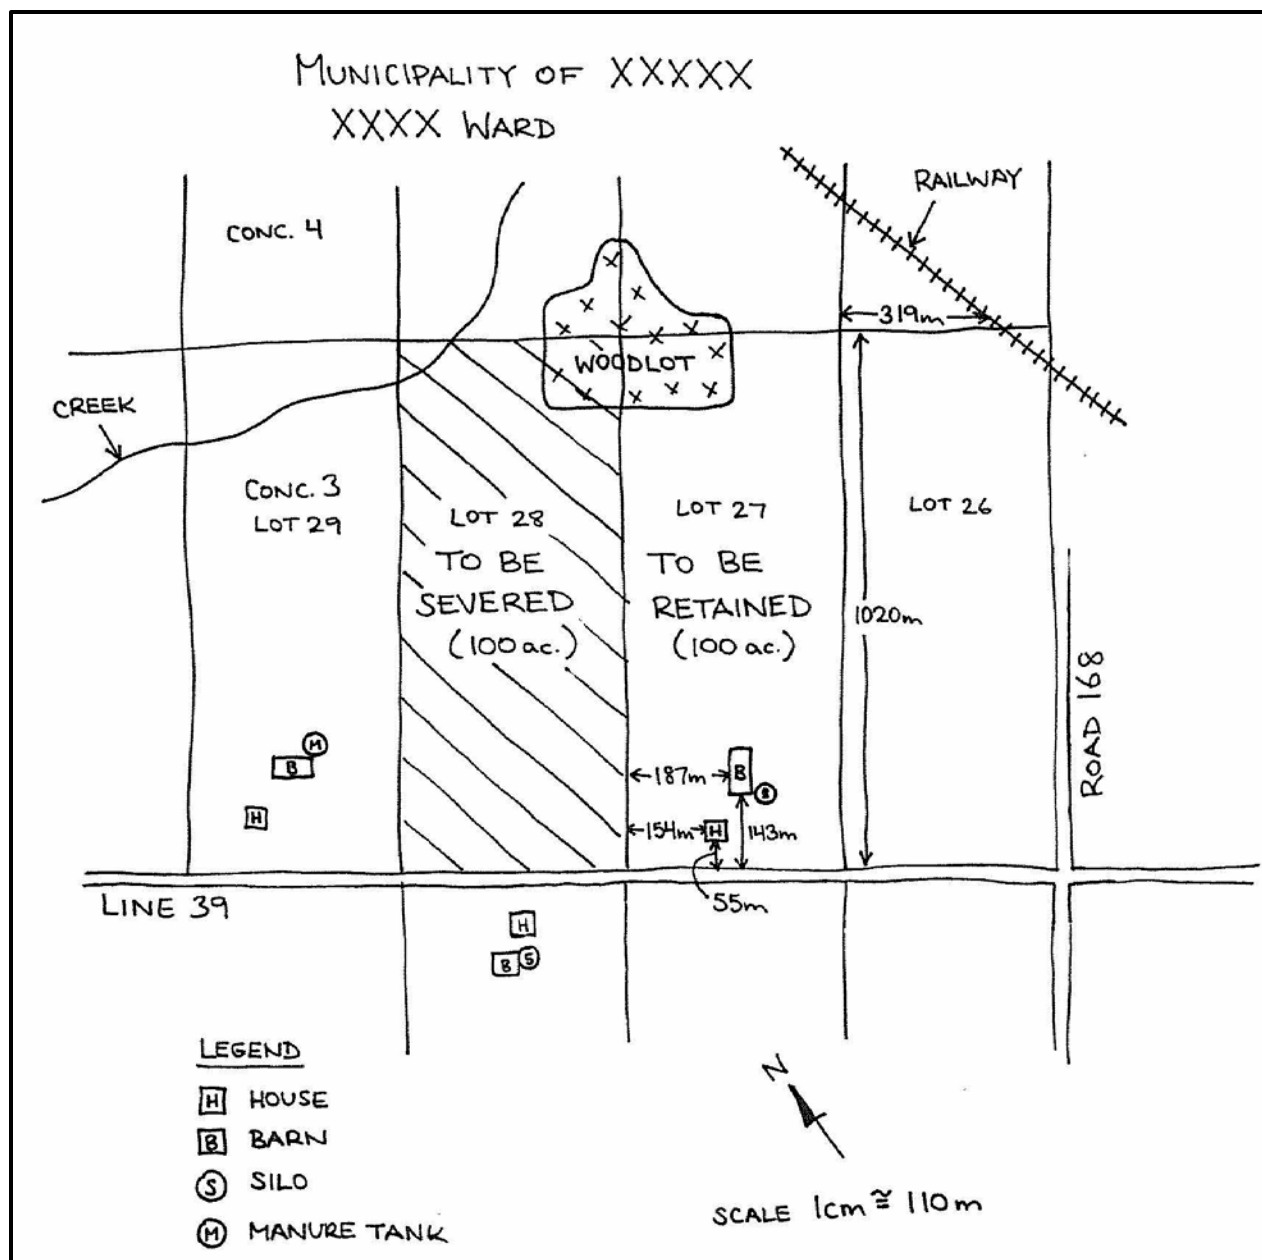 MUNICIPALITY OF XXXXX
XXXX WARD
RAILWAY
CONC. 4
319m
WOODLOT
CREEK
CONC. 3
LOT 29
LOT 28
TO BE
SEVERED
(100 ac.)
LOT 27
TO BE
RETAINED
(100 ac.)
LOT 26
1020m
ROAD 168
M
B
H
187m
B
S
154m
H
143m
55m
LINE 39
H
B
S
LEGEND
H HOUSE
B BARN
S SILO
M MANURE TANK
N
SCALE 1cm ≅ 110m